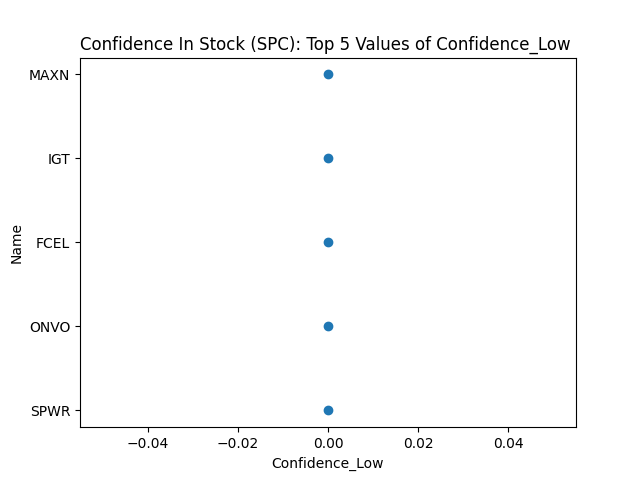 Confidence In Stock (SPC): Top 5 Values of Confidence_Low
MAXN
IGT
FCEL
ONVO
SPWR
Name
−0.04
−0.02
0.00
0.02
0.04
Confidence_Low